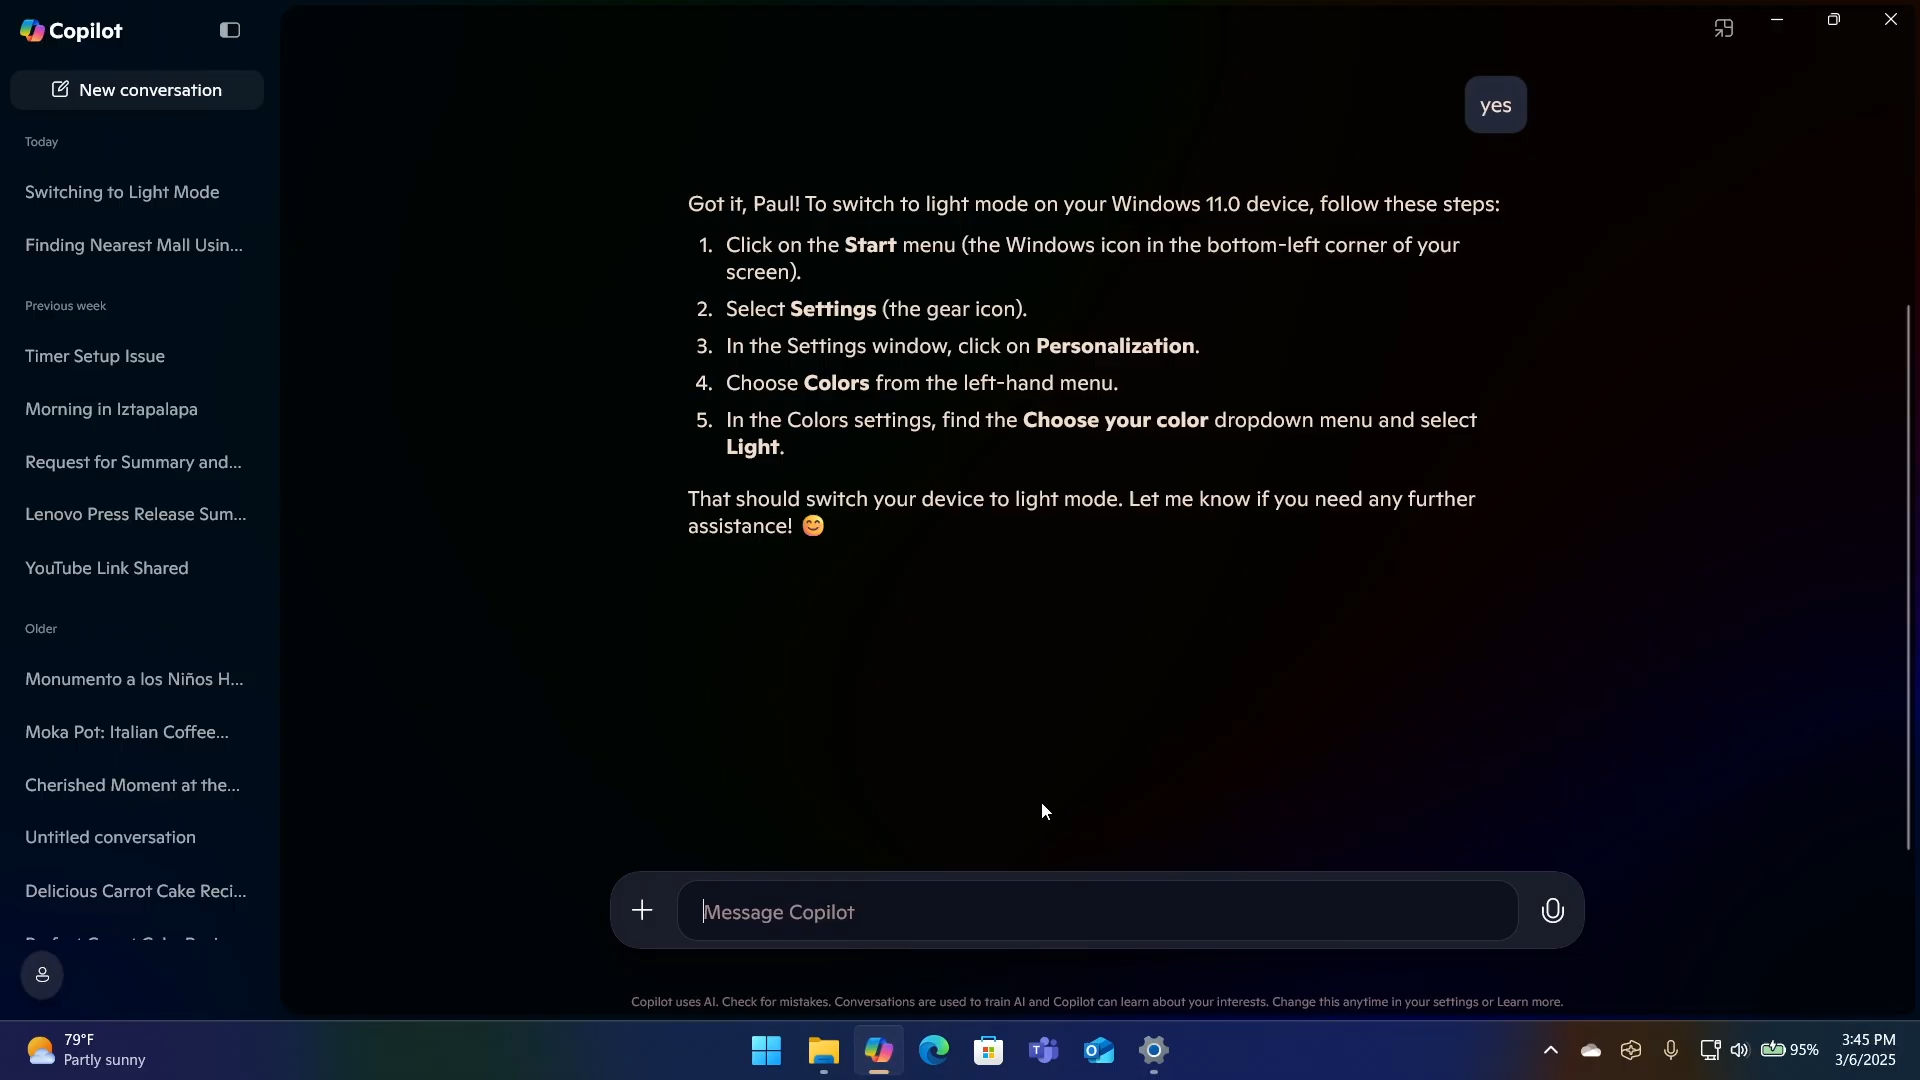 Copilot
New conversation
Today
Switching to Light Mode
Finding Nearest Mall Usin...
Previous week
Timer Setup Issue
Morning in Iztapalapa
Request for Summary and...
Lenovo Press Release Sum...
YouTube Link Shared
Older
Monumento a los Niños H...
Moka Pot: Italian Coffee...
Cherished Moment at the...
Untitled conversation
Delicious Carrot Cake Reci...
yes
Got it, Paul! To switch to light mode on your Windows 11.0 device, follow these steps:
1. Click on the Start menu (the Windows icon in the bottom-left corner of your
screen).
2. Select Settings (the gear icon).
3. In the Settings window, click on Personalization.
4. Choose Colors from the left-hand menu.
5. In the Colors settings, find the Choose your color dropdown menu and select
Light.
That should switch your device to light mode. Let me know if you need any further
assistance! 😊
Message Copilot
Copilot uses AI. Check for mistakes. Conversations are used to train AI and Copilot can learn about your interests. Change this anytime in your settings or Learn more.
79°F
Partly sunny
95%
3:45 PM
3/6/2025